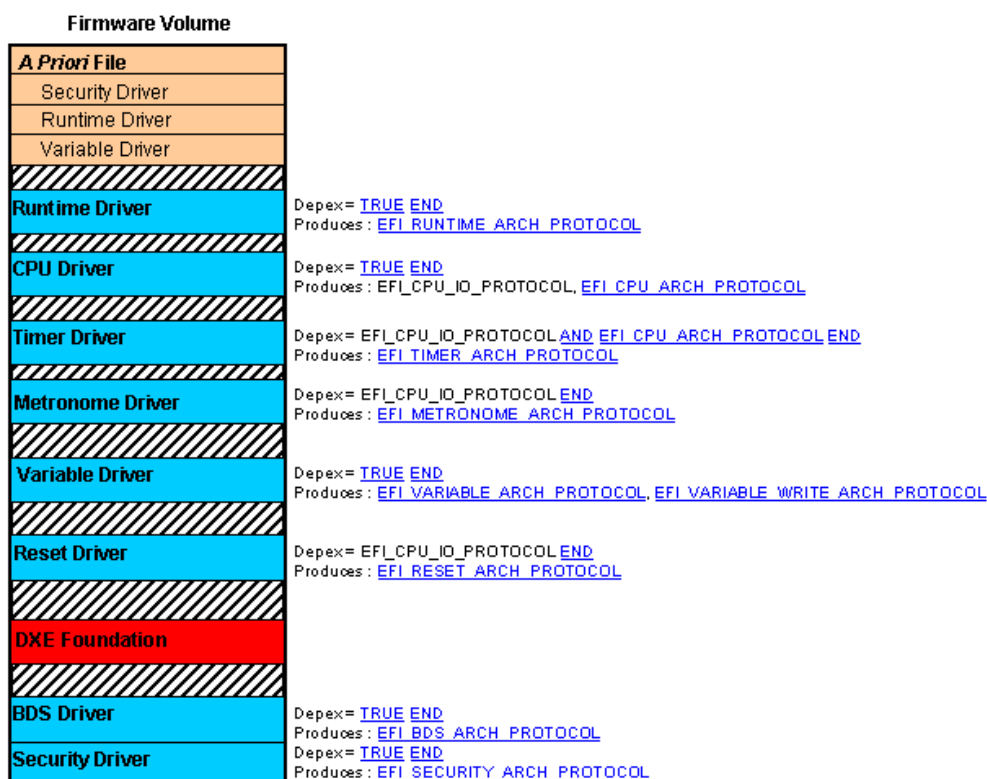 Firmware Volume
A Priori File
Security Driver
Runtime Driver
Variable Driver
Runtime Driver
Depex= TRUE END
Produces : EFI_RUNTIME_ARCH_PROTOCOL
CPU Driver
Depex= TRUE END
Produces : EFI_CPU_IO_PROTOCOL, EFI_CPU_ARCH_PROTOCOL
Timer Driver
Depex= EFI_CPU_IO_PROTOCOL AND EFI_CPU_ARCH_PROTOCOL END
Produces : EFI_TIMER_ARCH_PROTOCOL
Metronome Driver
Depex= EFI_CPU_IO_PROTOCOL END
Produces : EFI_METRONOME_ARCH_PROTOCOL
Variable Driver
Depex= TRUE END
Produces : EFI_VARIABLE_ARCH_PROTOCOL, EFI_VARIABLE_WRITE_ARCH_PROTOCOL
Reset Driver
Depex= EFI_CPU_IO_PROTOCOL END
Produces : EFI_RESET_ARCH_PROTOCOL
DXE Foundation
BDS Driver
Depex= TRUE END
Produces : EFI_BDS_ARCH_PROTOCOL
Security Driver
Depex= TRUE END
Produces : EFI_SECURITY_ARCH_PROTOCOL